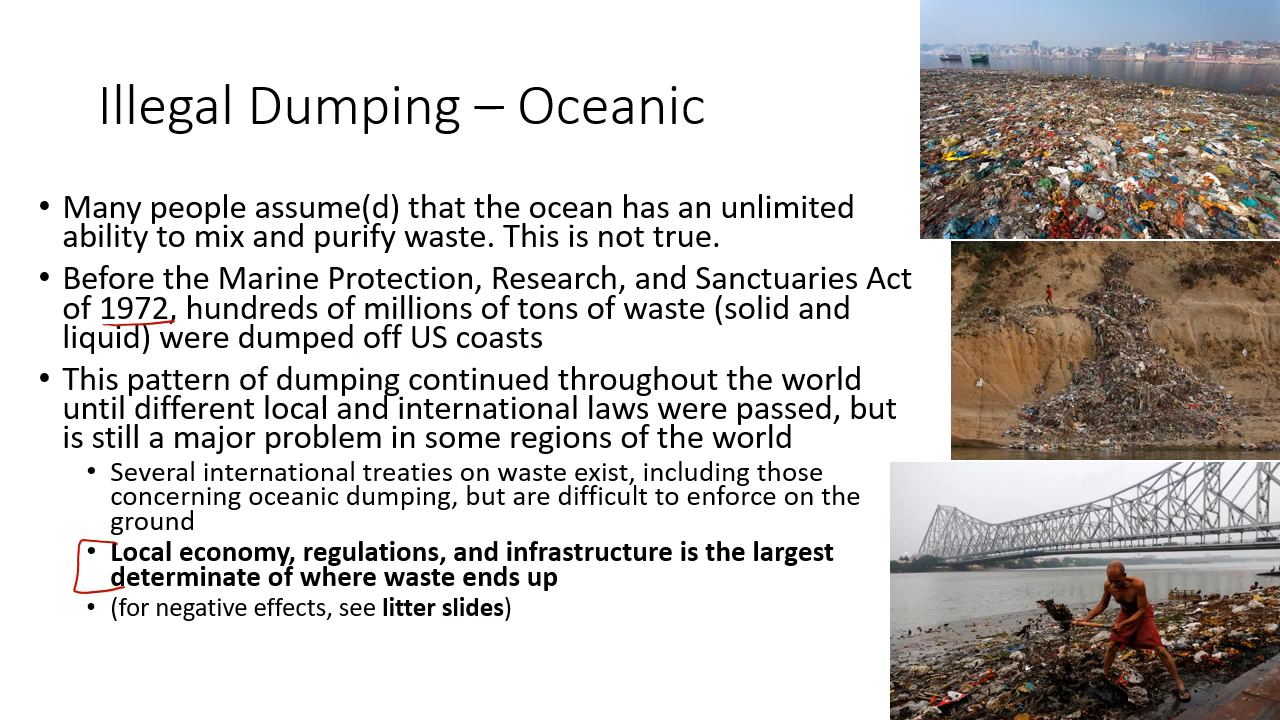 Illegal Dumping – Oceanic
• Many people assume(d) that the ocean has an unlimited
ability to mix and purify waste. This is not true.
• Before the Marine Protection, Research, and Sanctuaries Act
of 1972, hundreds of millions of tons of waste (solid and
liquid) were dumped off US coasts
• This pattern of dumping continued throughout the world
until different local and international laws were passed, but
is still a major problem in some regions of the world
• Several international treaties on waste exist, including those
concerning oceanic dumping, but are difficult to enforce on the
ground
• Local economy, regulations, and infrastructure is the largest
determinate of where waste ends up
• (for negative effects, see litter slides)